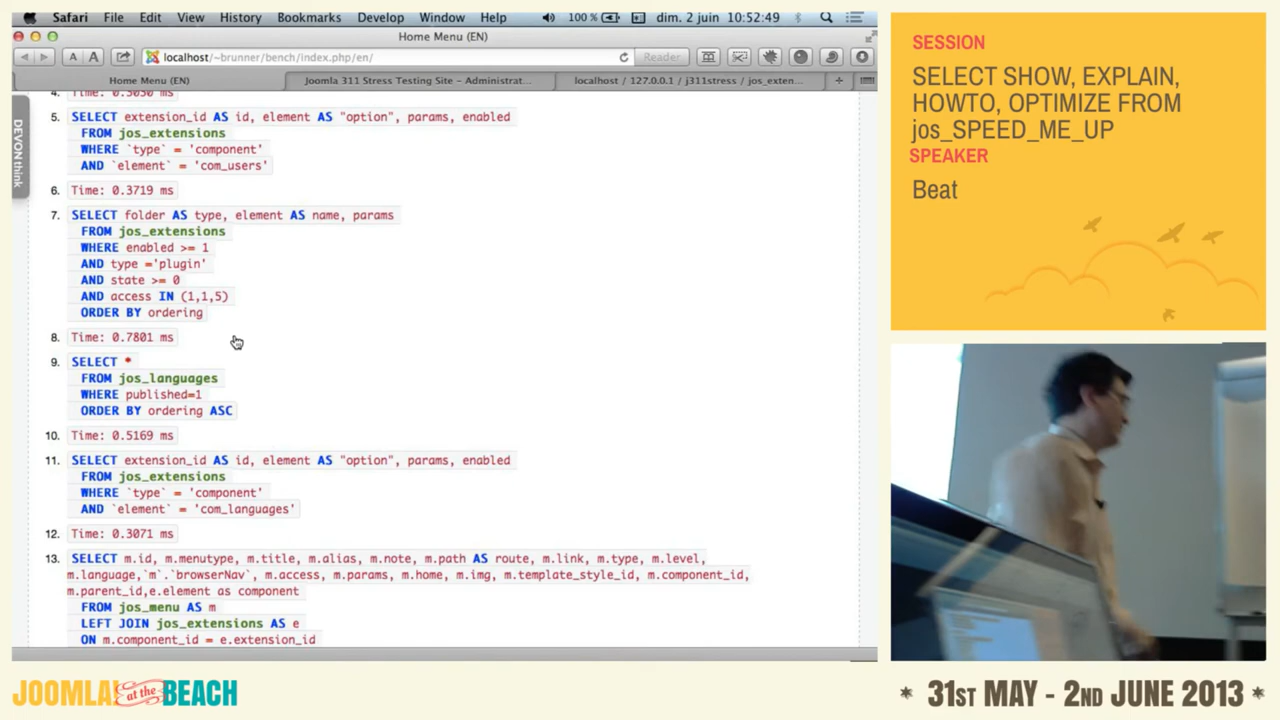 Safari File Edit View History Bookmarks Develop Window Help 100 % dim. 2 juin 10:52:49
Home Menu (EN)
A A localhost/~brunner/bench/index.php/en/ Reader
Home Menu (EN) Joomla 311 Stress Testing Site - Administrat... localhost / 127.0.0.1 / j311stress / jos_exten... +
DEVONthink
4. Time: 0.5050 ms
5. SELECT extension_id AS id, element AS "option", params, enabled
FROM jos_extensions
WHERE `type` = 'component'
AND `element` = 'com_users'
6. Time: 0.3719 ms
7. SELECT folder AS type, element AS name, params
FROM jos_extensions
WHERE enabled >= 1
AND type ='plugin'
AND state >= 0
AND access IN (1,1,5)
ORDER BY ordering
8. Time: 0.7801 ms
9. SELECT *
FROM jos_languages
WHERE published=1
ORDER BY ordering ASC
10. Time: 0.5169 ms
11. SELECT extension_id AS id, element AS "option", params, enabled
FROM jos_extensions
WHERE `type` = 'component'
AND `element` = 'com_languages'
12. Time: 0.3071 ms
13. SELECT m.id, m.menutype, m.title, m.alias, m.note, m.path AS route, m.link, m.type, m.level,
m.language,`m`.`browserNav`, m.access, m.params, m.home, m.img, m.template_style_id, m.component_id,
m.parent_id,e.element as component
FROM jos_menu AS m
LEFT JOIN jos_extensions AS e
ON m.component_id = e.extension_id
SESSION
SELECT SHOW, EXPLAIN,
HOWTO, OPTIMIZE FROM
jos_SPEED_ME_UP
SPEAKER
Beat
JOOMLA! at the BEACH
* 31ST MAY - 2ND JUNE 2013 *